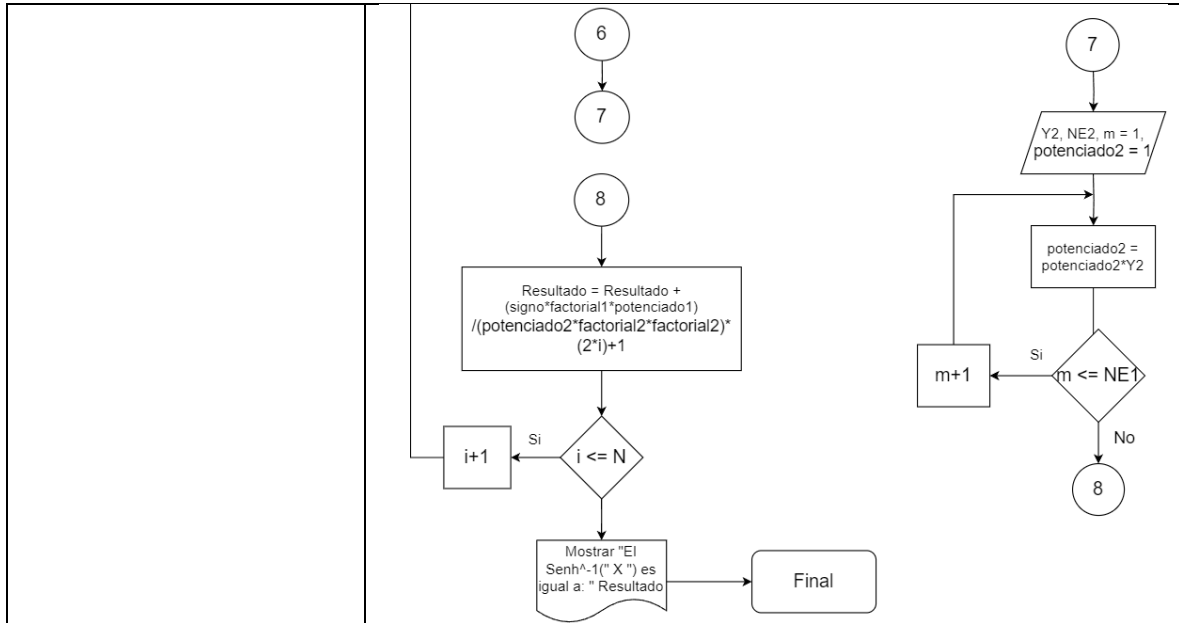 6
7
8
Resultado = Resultado +
(signo*factorial1*potenciado1)
/(potenciado2*factorial2*factorial2)*
(2*i)+1
i <= N
Si
i+1
Mostrar "El
Senh^-1(" X ") es
igual a: " Resultado
Final
7
Y2, NE2, m = 1,
potenciado2 = 1
potenciado2 =
potenciado2*Y2
m <= NE1
Si
m+1
No
8